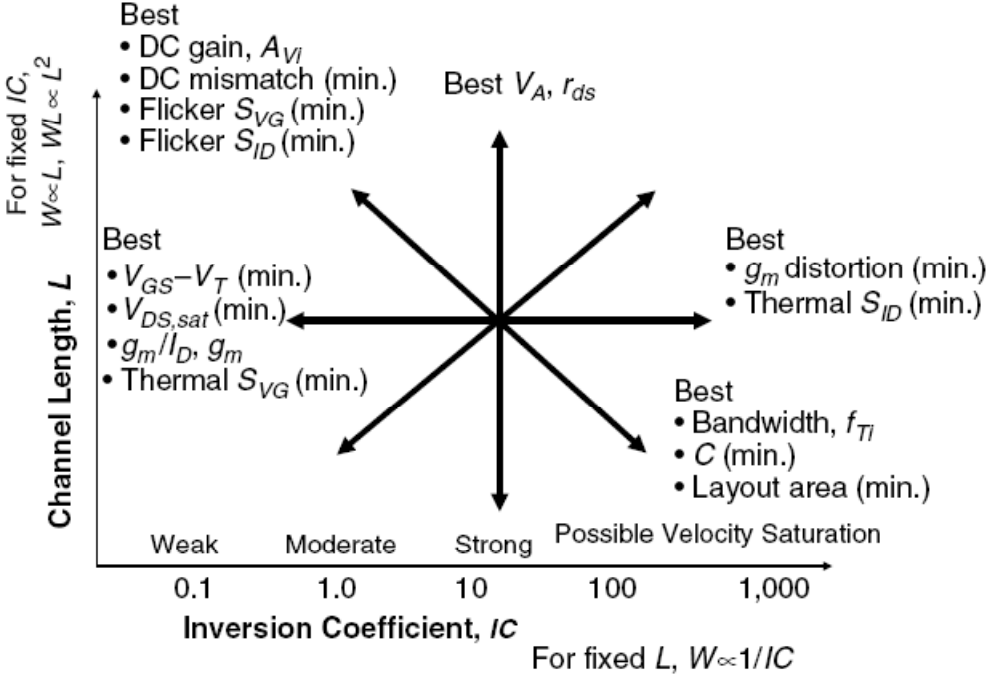 Best
• DC gain, A_Vi
• DC mismatch (min.)
• Flicker S_VG (min.)
• Flicker S_ID (min.)
Best V_A, r_ds
For fixed IC,
W∝L, WL∝L²
Channel Length, L
Best
• V_GS–V_T (min.)
• V_DS,sat (min.)
• g_m/I_D, g_m
• Thermal S_VG (min.)
Best
• g_m distortion (min.)
• Thermal S_ID (min.)
Best
• Bandwidth, f_Ti
• C (min.)
• Layout area (min.)
Weak Moderate Strong Possible Velocity Saturation
0.1 1.0 10 100 1,000
Inversion Coefficient, IC
For fixed L, W∝1/IC